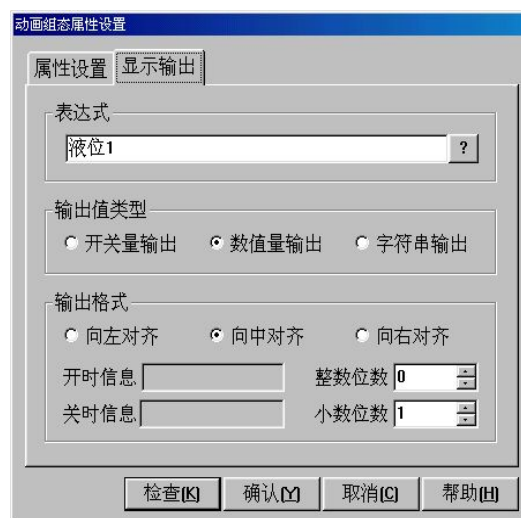 动画组态属性设置
属性设置 显示输出
表达式
液位1 ?
输出值类型
开关量输出 数值量输出 字符串输出
输出格式
向左对齐 向中对齐 向右对齐
开时信息 整数位数 0
关时信息 小数位数 1
检查(K) 确认(Y) 取消(C) 帮助(H)